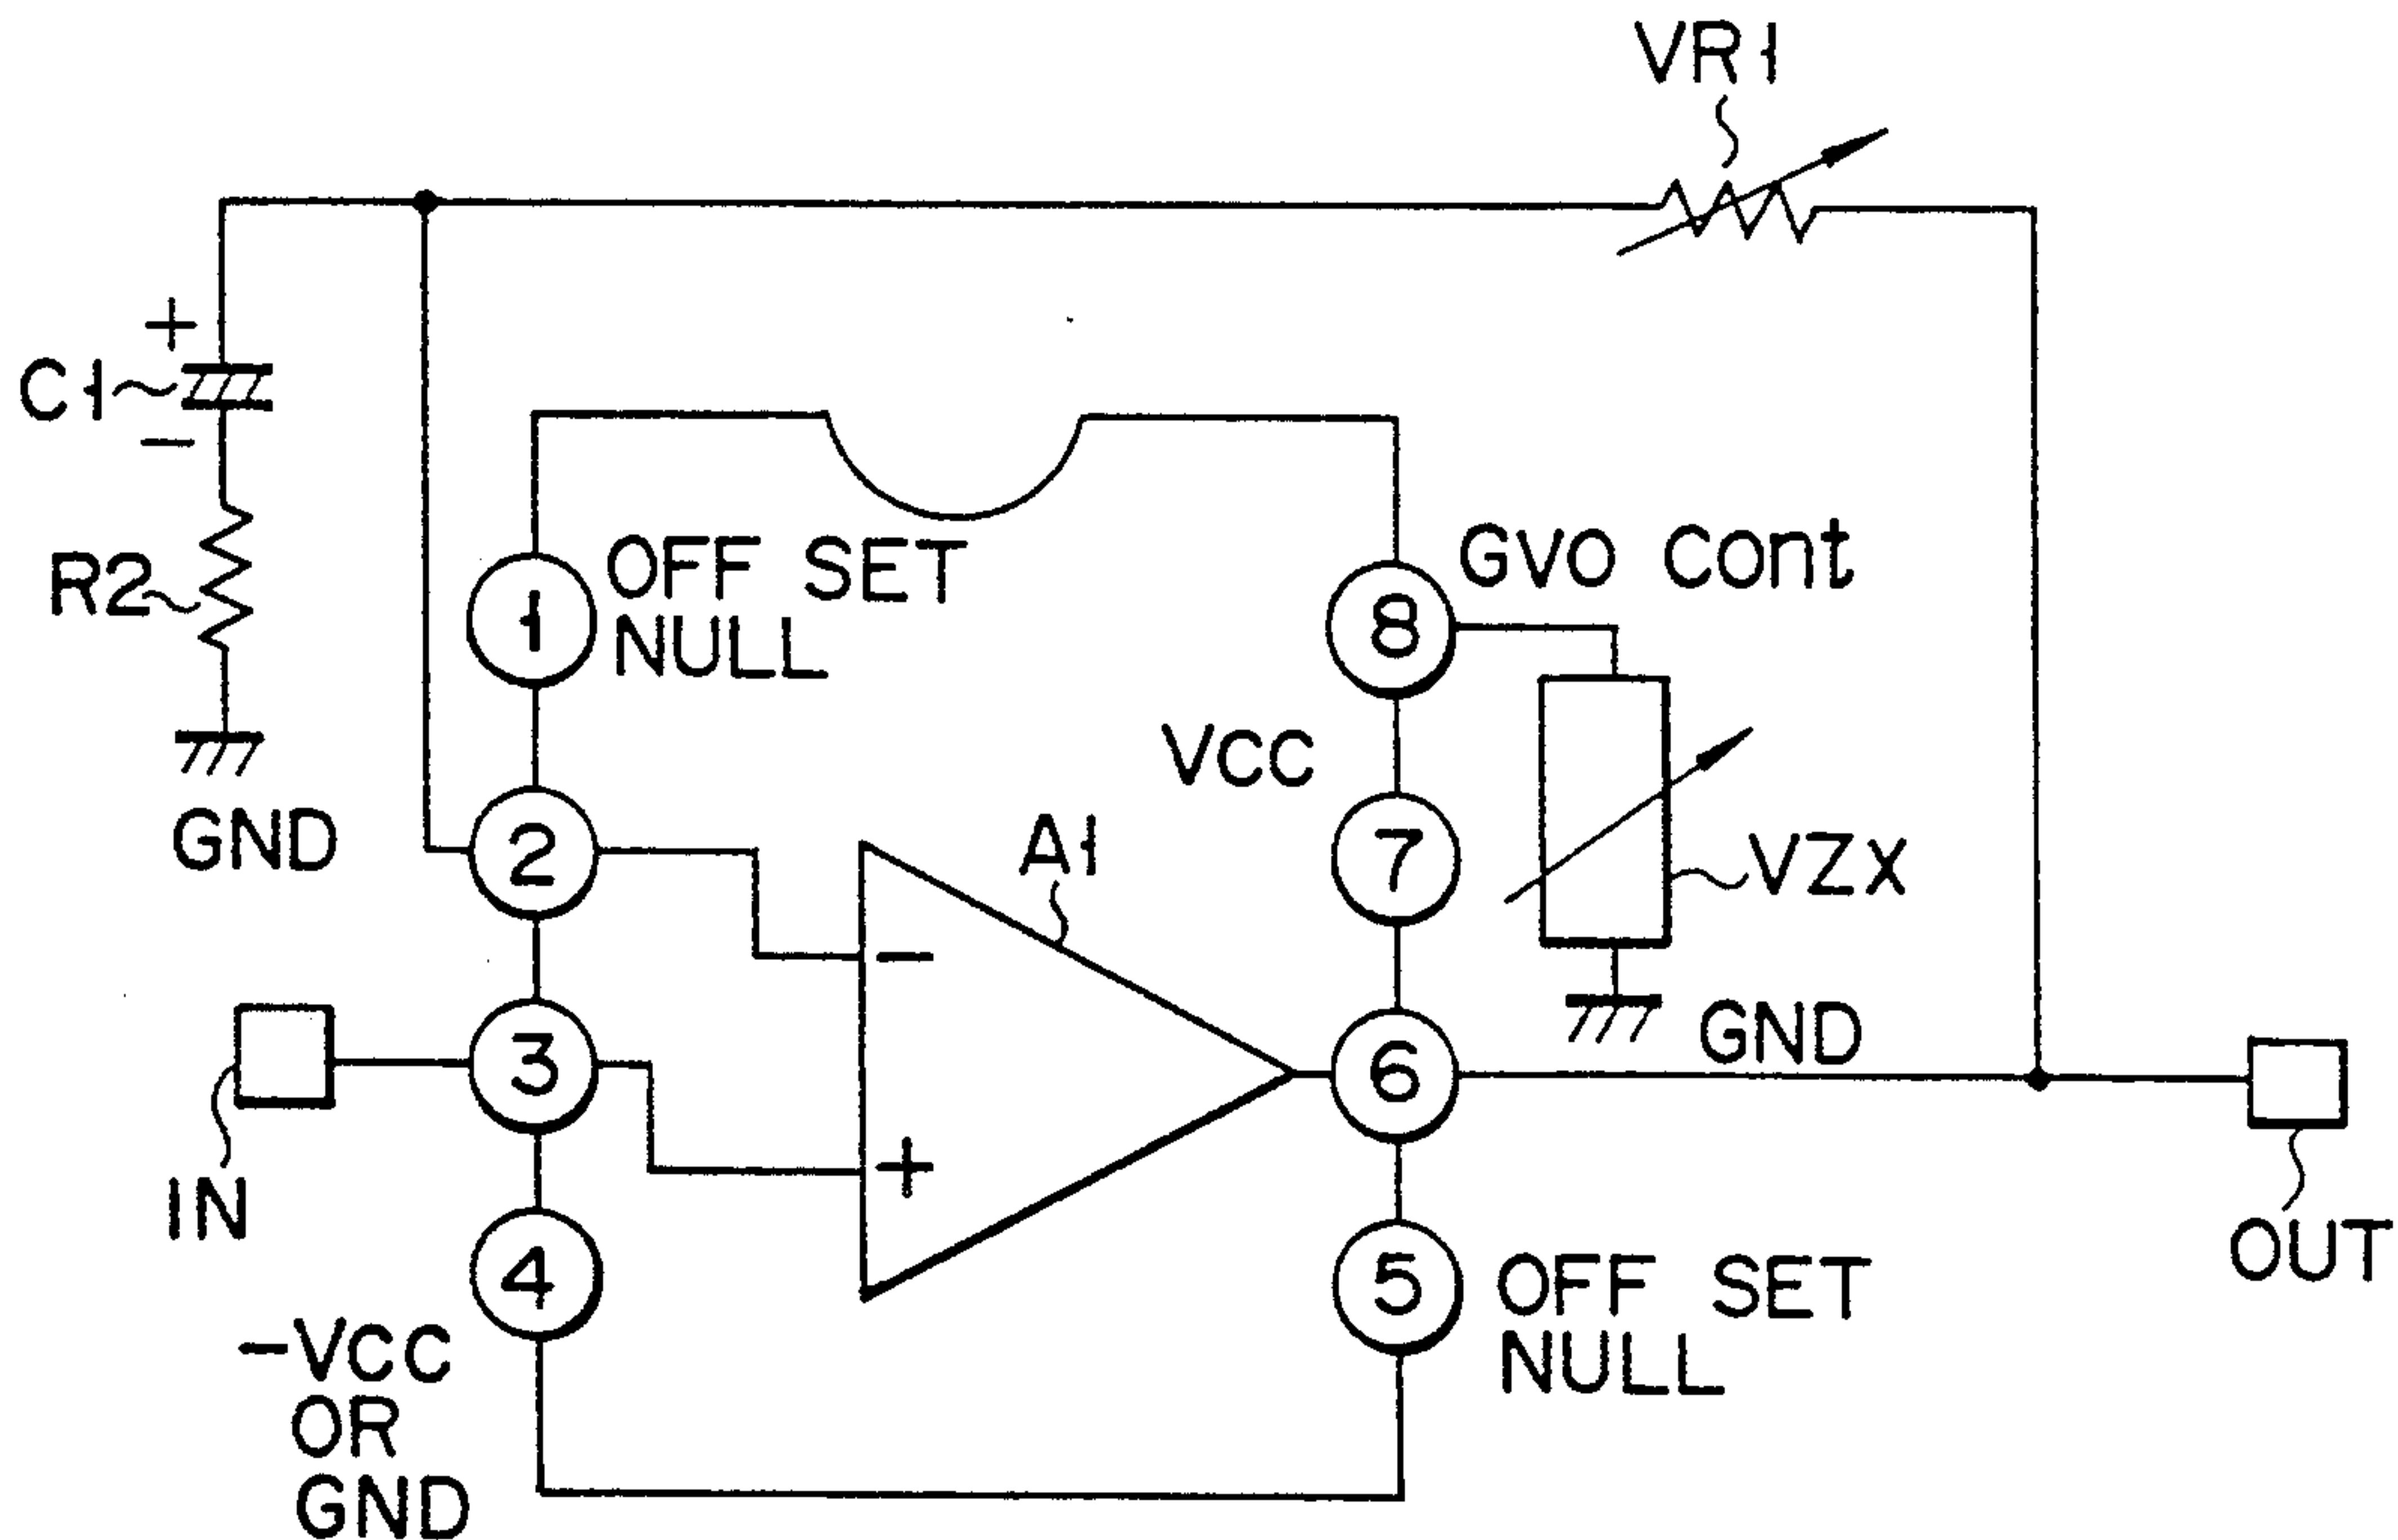 VR1
+
C1
−
R2
GND
OFF SET
NULL
1
8
GVO Cont
VCC
2
A1
7
VZX
−
GND
IN
3
6
OUT
+
4
5
OFF SET
NULL
−VCC
OR
GND